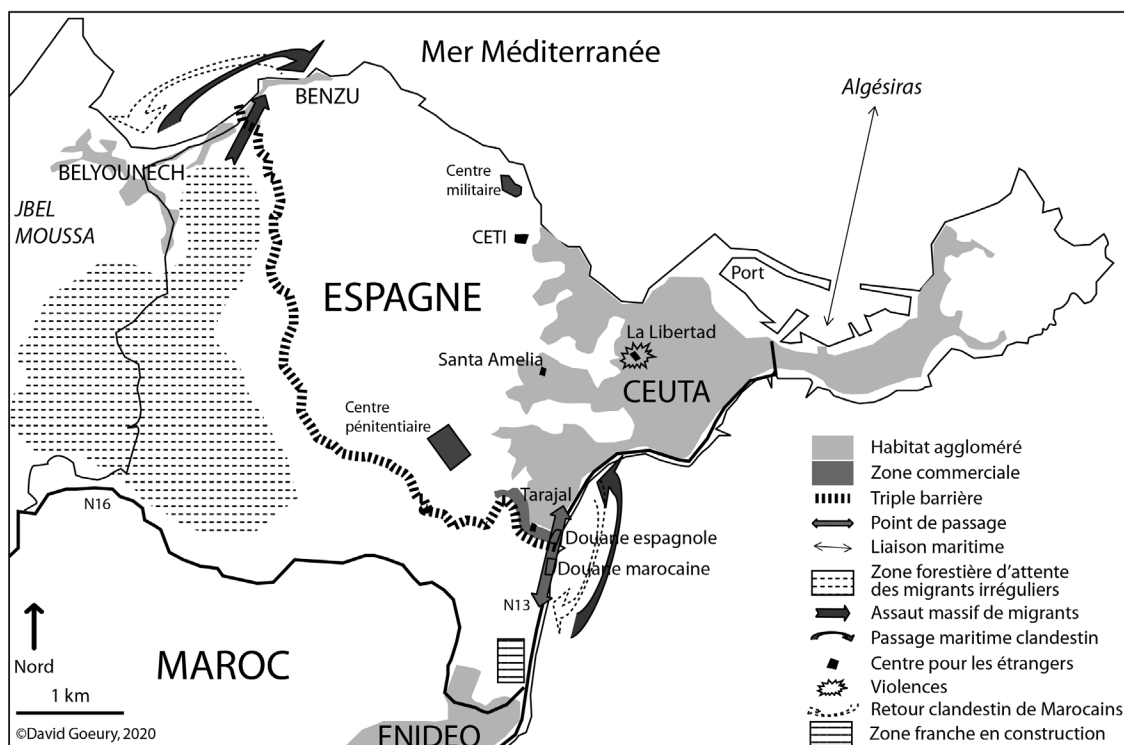 Mer Méditerranée
Algésiras
BENZU
BELYOUNECH
JBEL
MOUSSA
Centre
militaire
CETI
Port
ESPAGNE
La Libertad
Santa Amelia
CEUTA
Centre
pénitentiaire
Tarajal
N16
Douane espagnole
Douane marocaine
N13
Nord
MAROC
1 km
FNIDEQ
©David Goeury, 2020
Habitat aggloméré
Zone commerciale
Triple barrière
Point de passage
Liaison maritime
Zone forestière d'attente
des migrants irréguliers
Assaut massif de migrants
Passage maritime clandestin
Centre pour les étrangers
Violences
Retour clandestin de Marocains
Zone franche en construction